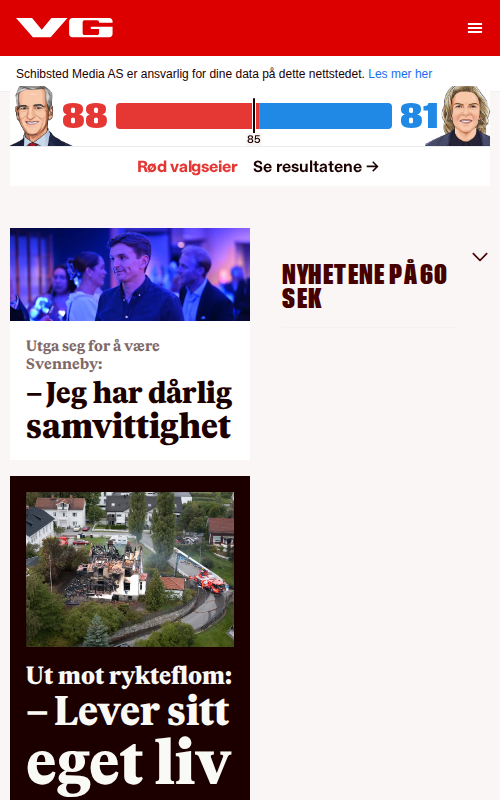 VG
Schibsted Media AS er ansvarlig for dine data på dette nettstedet. Les mer her
88
81
85
Rød valgseier
Se resultatene →
Utga seg for å være
Svenneby:
– Jeg har dårlig
samvittighet
NYHETENE PÅ 60
SEK
Ut mot rykteflom:
– Lever sitt
eget liv